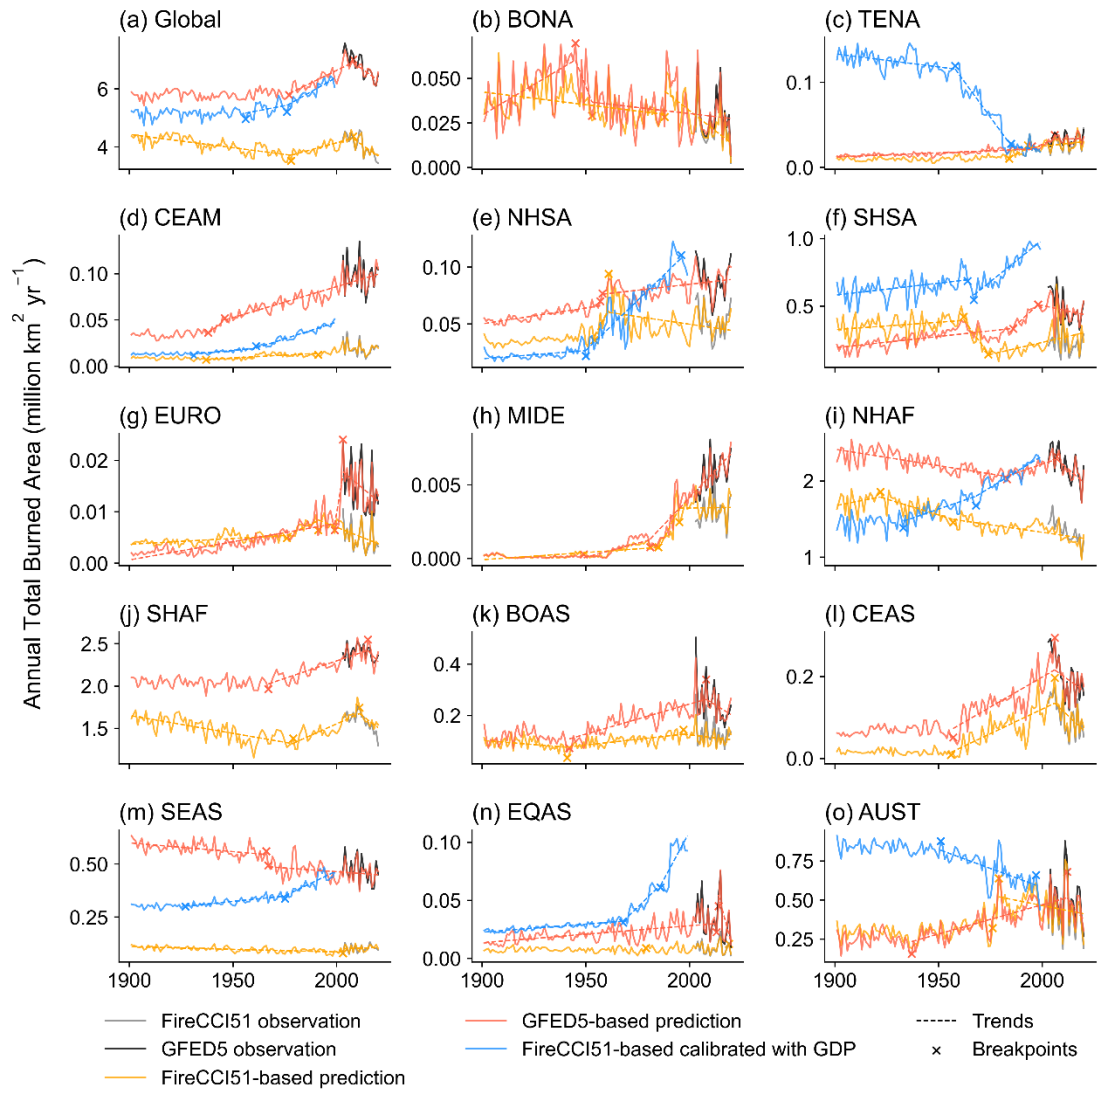 (a) Global (b) BONA (c) TENA
6
4
0.050
0.025
0.000
0.1
0.0
(d) CEAM (e) NHSA (f) SHSA
0.10
0.05
0.00
0.10
0.05
1.0
0.5
(g) EURO (h) MIDE (i) NHAF
0.02
0.01
0.00
0.005
0.000
2
1
(j) SHAF (k) BOAS (l) CEAS
2.5
2.0
1.5
0.4
0.2
0.2
0.0
(m) SEAS (n) EQAS (o) AUST
0.50
0.25
0.10
0.05
0.00
0.75
0.50
0.25
1900 1950 2000 1900 1950 2000 1900 1950 2000
Annual Total Burned Area (million km² yr⁻¹)
FireCCI51 observation
GFED5 observation
FireCCI51-based prediction
GFED5-based prediction
FireCCI51-based calibrated with GDP
Trends
Breakpoints